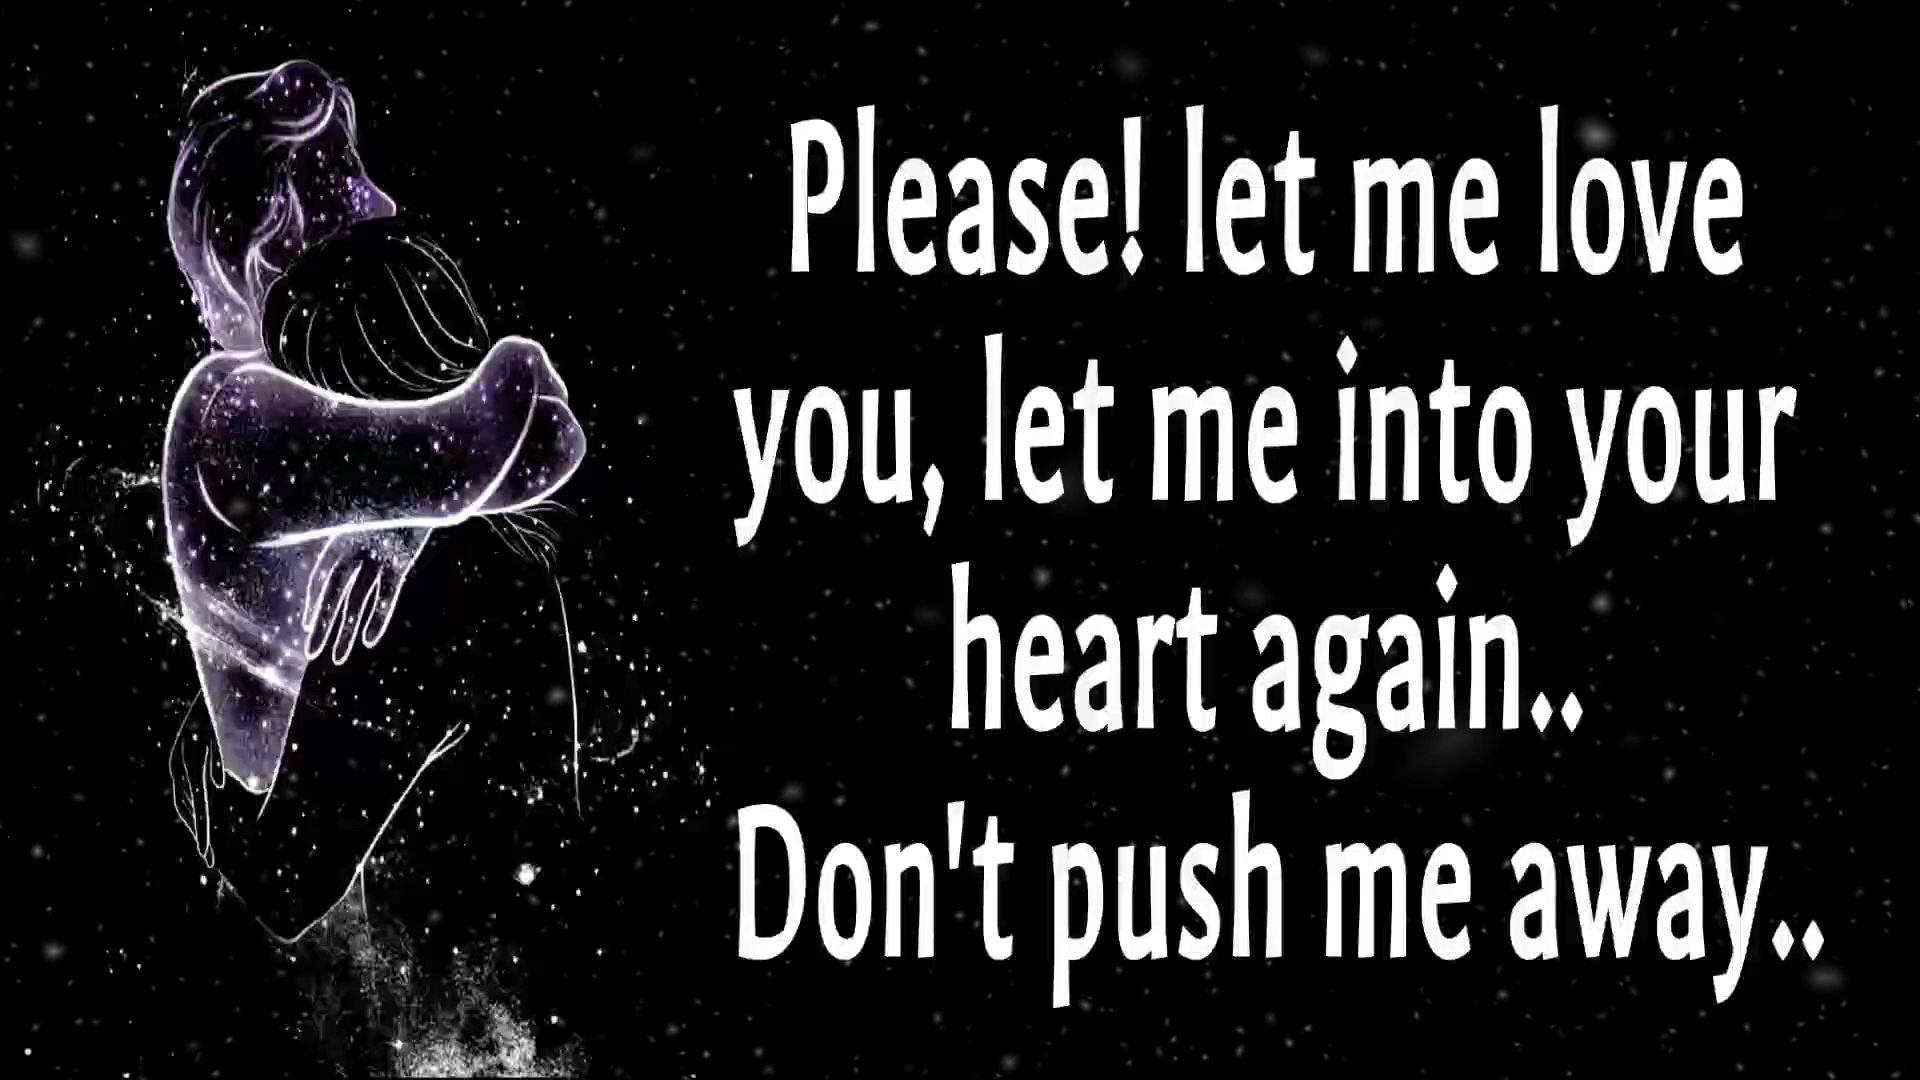 Please! let me love
you, let me into your
heart again..
Don't push me away..